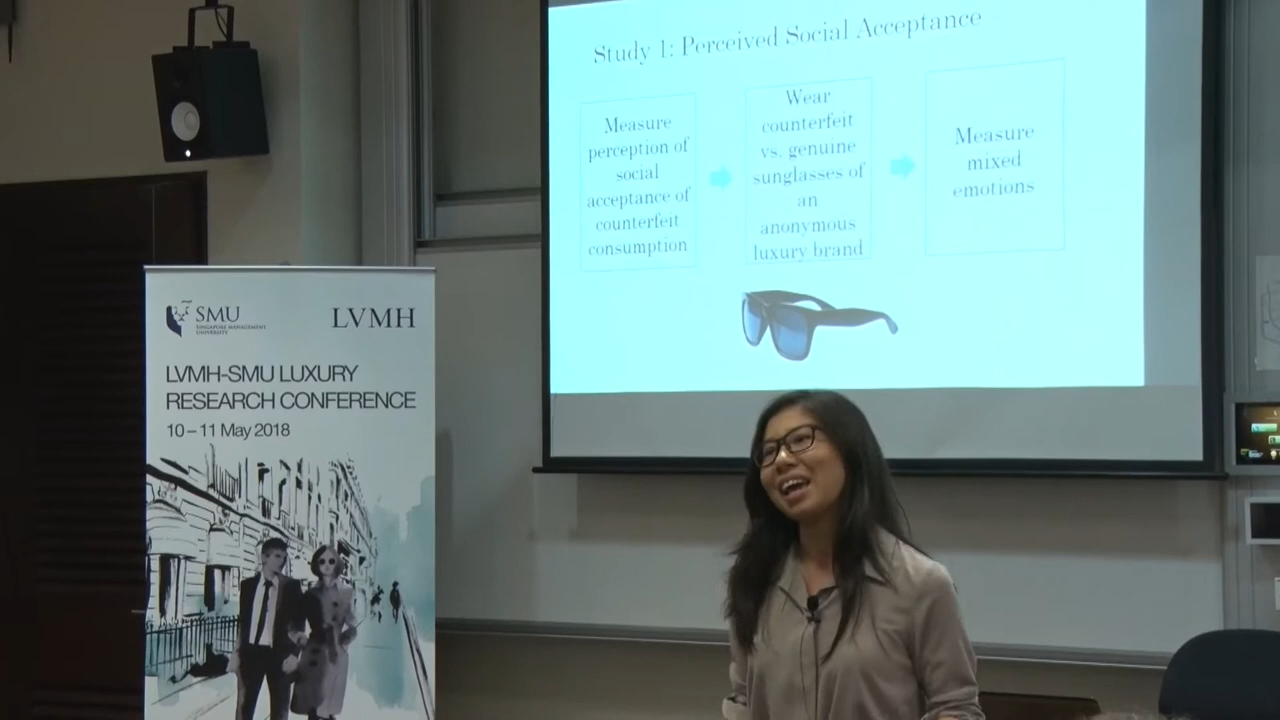 Study 1: Perceived Social Acceptance
Measure
perception of
social
acceptance of
counterfeit
consumption
Wear
counterfeit
vs. genuine
sunglasses of
an
anonymous
luxury brand
Measure
mixed
emotions
SMU
SINGAPORE MANAGEMENT
UNIVERSITY
LVMH
LVMH-SMU LUXURY
RESEARCH CONFERENCE
10 – 11 May 2018